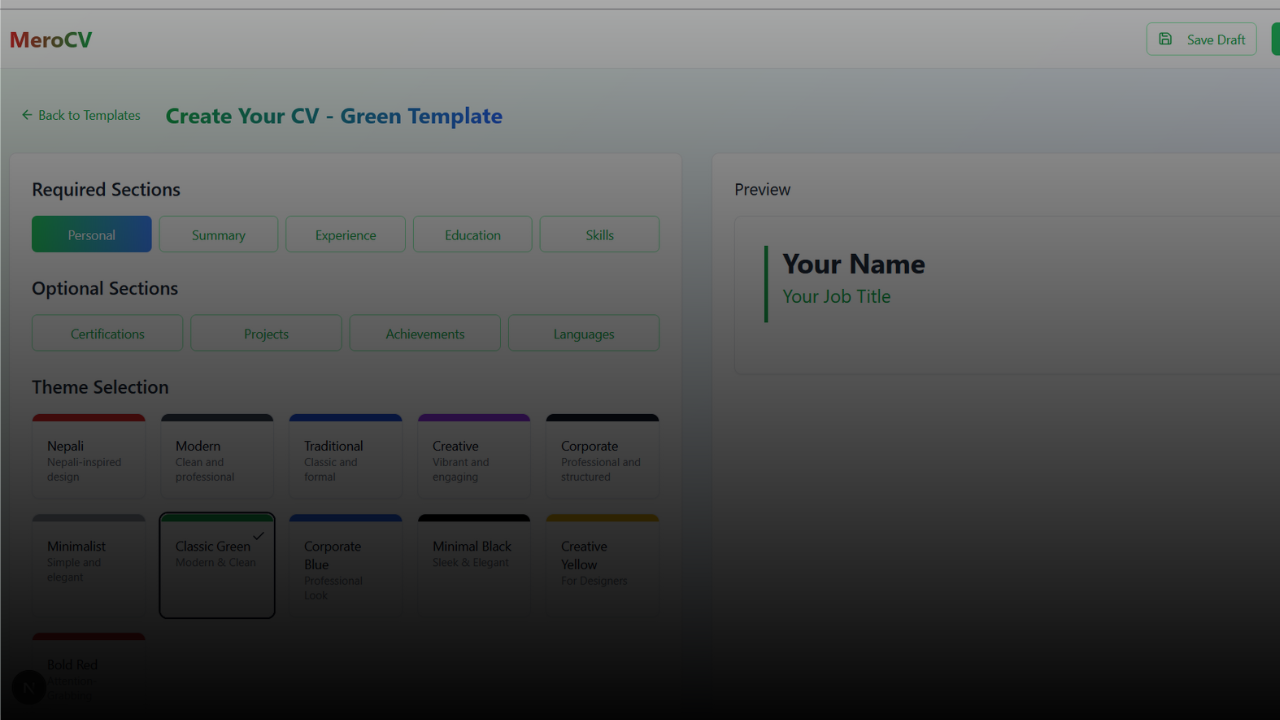 MeroCV
Save Draft
Back to Templates
Create Your CV - Green Template
Required Sections
Personal
Summary
Experience
Education
Skills
Optional Sections
Certifications
Projects
Achievements
Languages
Theme Selection
Nepali
Nepali-inspired
design
Modern
Clean and
professional
Traditional
Classic and
formal
Creative
Vibrant and
engaging
Corporate
Professional and
structured
Minimalist
Simple and
elegant
Classic Green
Modern & Clean
Corporate
Blue
Professional
Look
Minimal Black
Sleek & Elegant
Creative
Yellow
For Designers
Bold Red
Preview
Your Name
Your Job Title